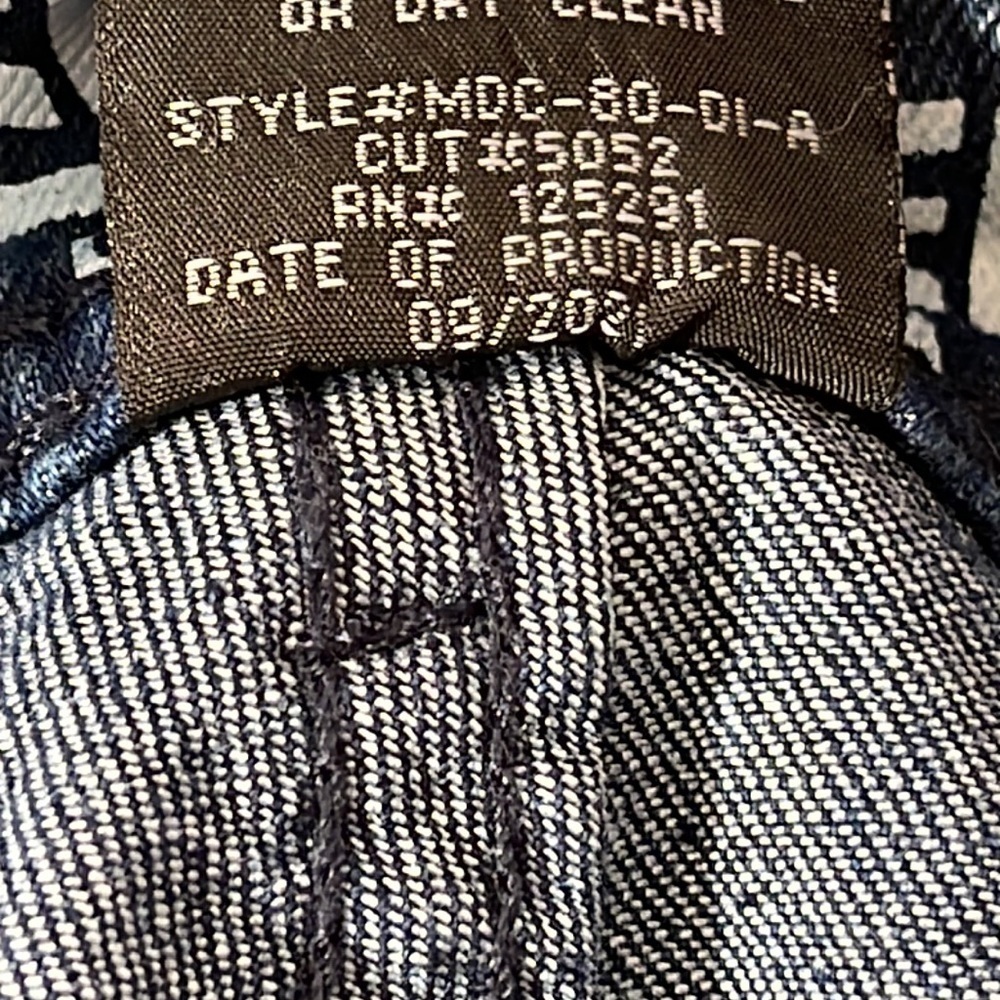 OR DRY CLEAN
STYLE#MDC-80-DI-A
CUT#5052
RN# 125291
DATE OF PRODUCTION